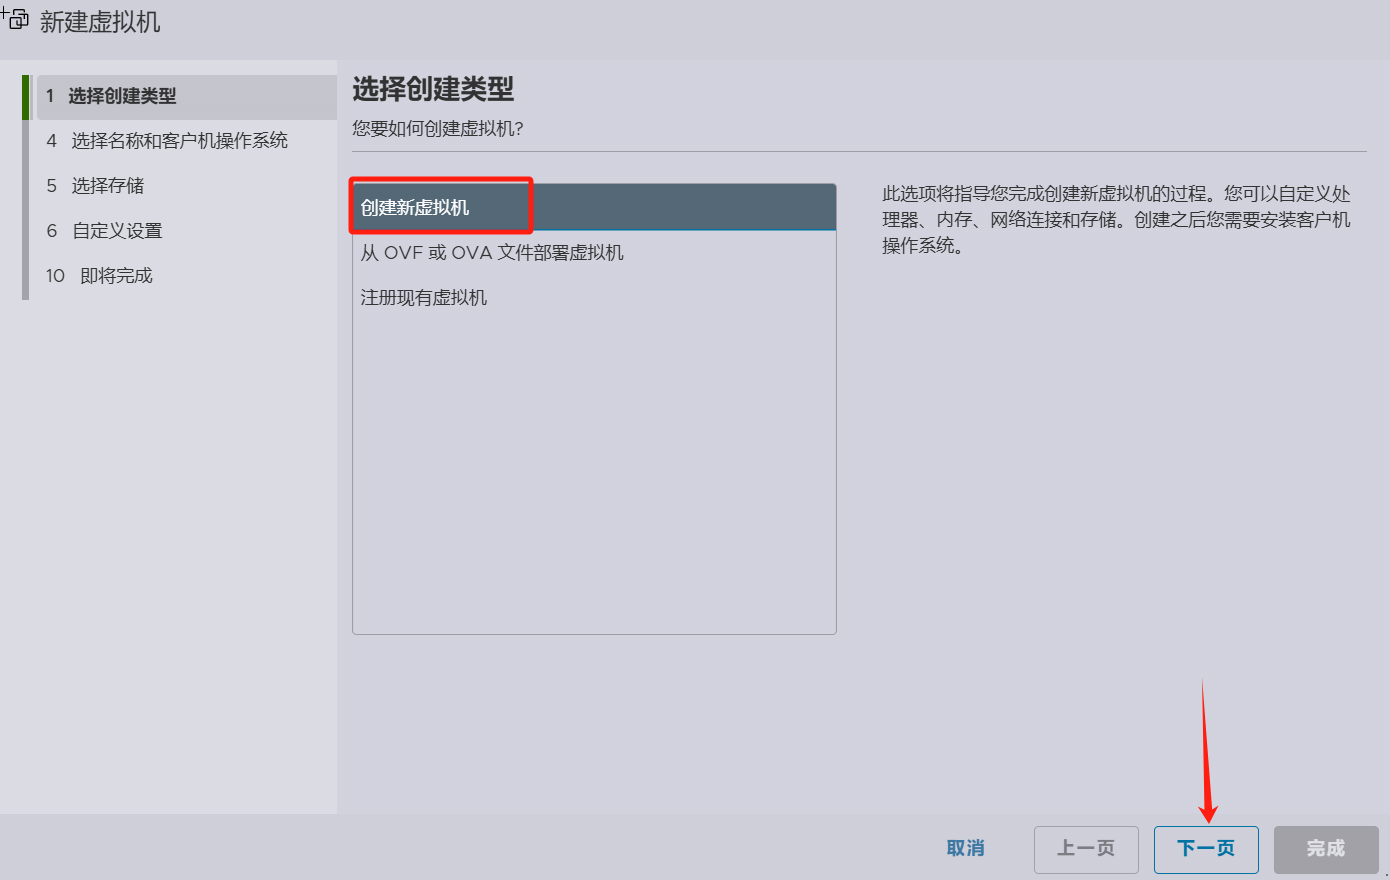 新建虚拟机
1 选择创建类型
4 选择名称和客户机操作系统
5 选择存储
6 自定义设置
10 即将完成
选择创建类型
您要如何创建虚拟机?
创建新虚拟机
从 OVF 或 OVA 文件部署虚拟机
注册现有虚拟机
此选项将指导您完成创建新虚拟机的过程。您可以自定义处
理器、内存、网络连接和存储。创建之后您需要安装客户机
操作系统。
取消
上一页
下一页
完成